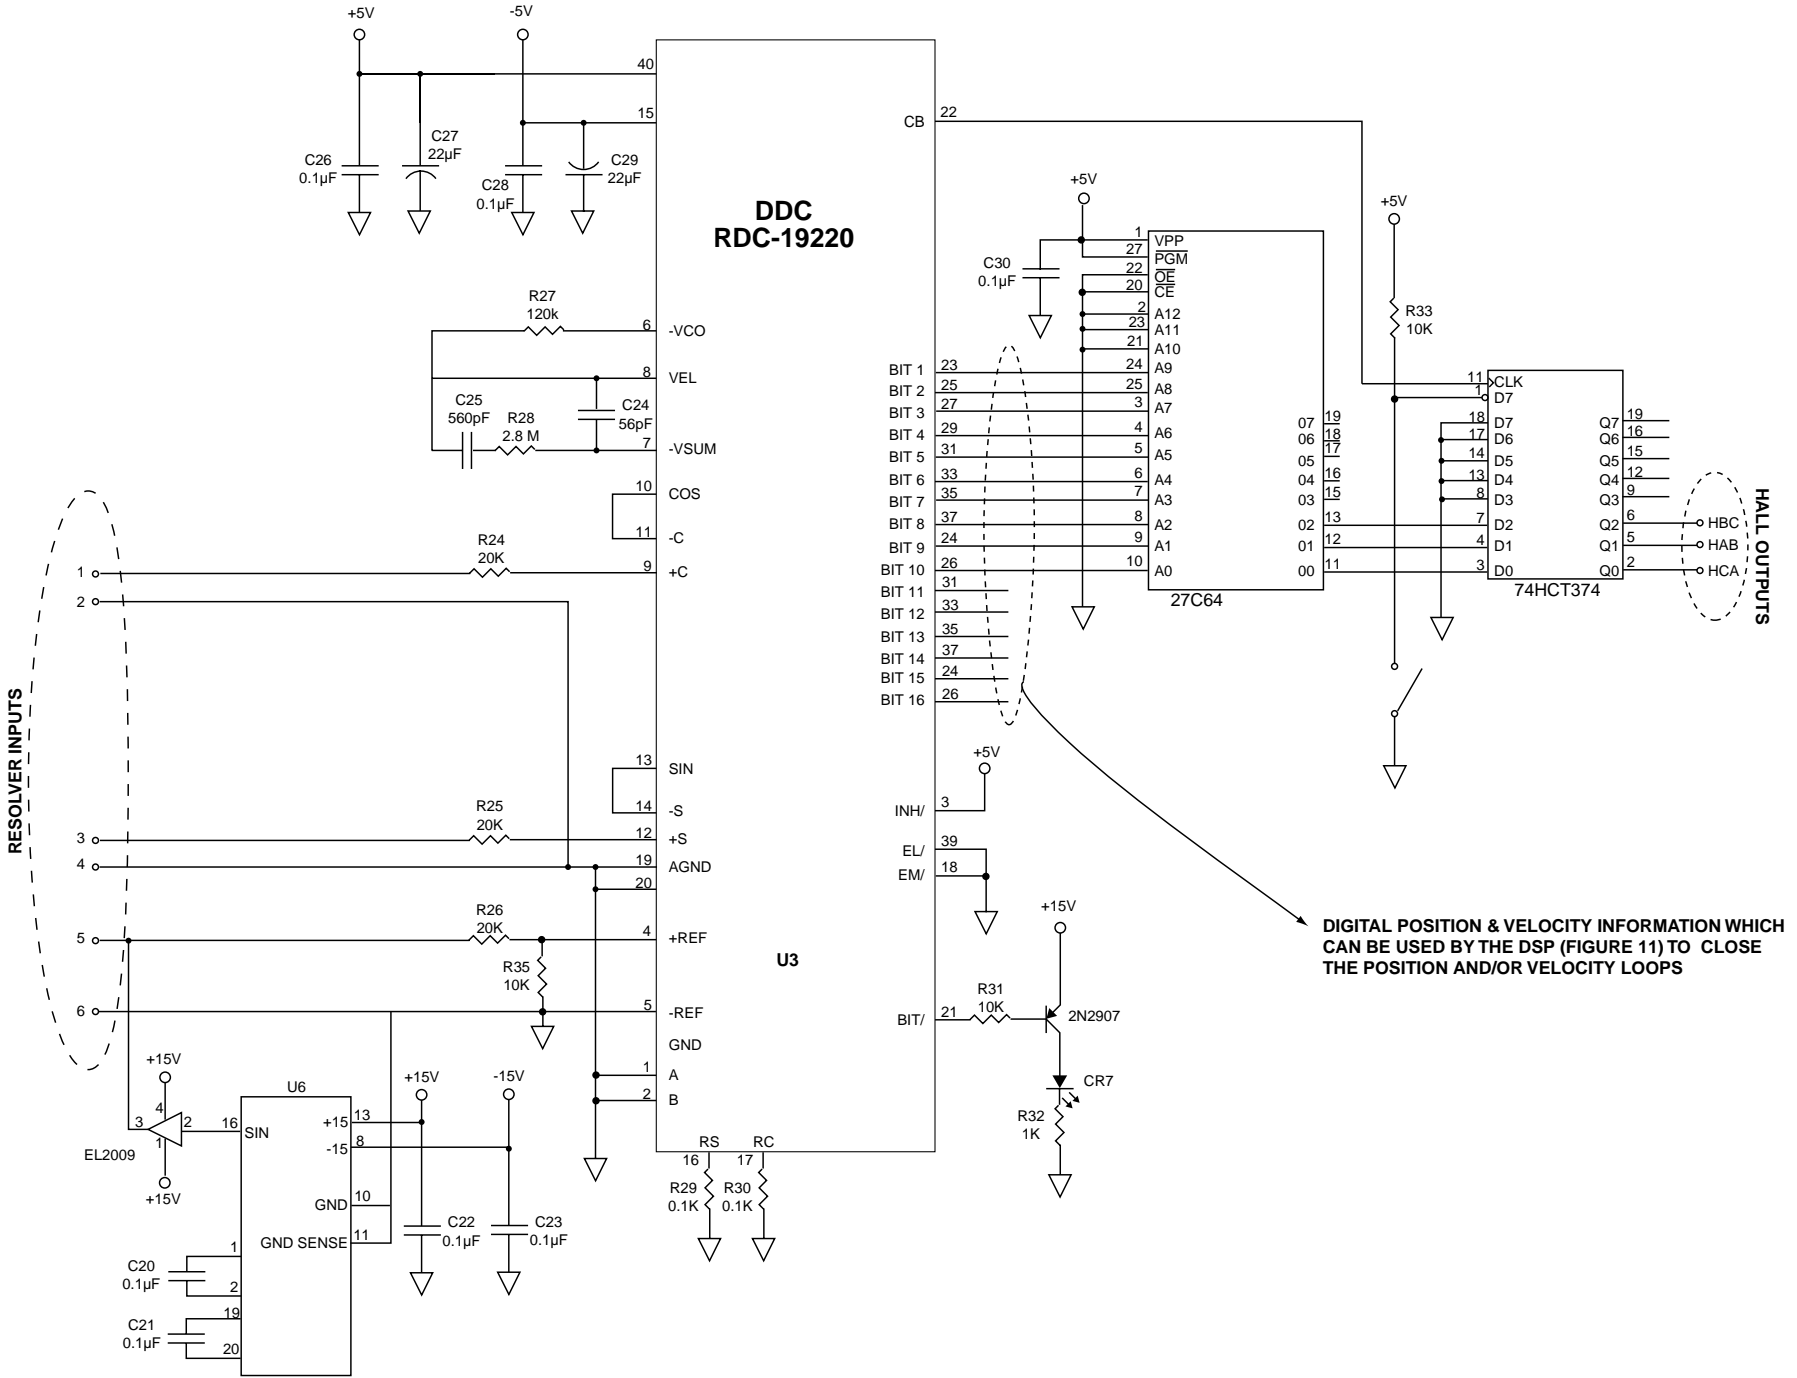 +5V
-5V
40
15
C26
0.1µF
C27
22µF
C28
0.1µF
C29
22µF
DDC
RDC-19220
CB
22
R27
120k
6
-VCO
8
VEL
C25
560pF
R28
2.8 M
C24
56pF
7
-VSUM
10
COS
11
-C
R24
20K
9
+C
1
2
RESOLVER INPUTS
13
SIN
14
-S
R25
20K
3
12
+S
4
19
AGND
20
R26
20K
5
4
+REF
R35
10K
6
5
-REF
GND
1
A
2
B
U3
RS
RC
16
17
R29
0.1K
R30
0.1K
BIT 1
23
BIT 2
25
BIT 3
27
BIT 4
29
BIT 5
31
BIT 6
33
BIT 7
35
BIT 8
37
BIT 9
24
BIT 10
26
BIT 11
31
BIT 12
33
BIT 13
35
BIT 14
37
BIT 15
24
BIT 16
26
+5V
INH/
3
EL/
39
EM/
18
+15V
R31
10K
BIT/
21
2N2907
CR7
R32
1K
+5V
C30
0.1µF
1
VPP
27
PGM
22
OE
20
CE
2
A12
23
A11
21
A10
24
A9
25
A8
3
A7
4
A6
5
A5
6
A4
7
A3
8
A2
9
A1
10
A0
07
19
06
18
05
17
04
16
03
15
02
13
01
12
00
11
27C64
+5V
R33
10K
11
CLK
1
D7
18
D7
17
D6
14
D5
13
D4
8
D3
7
D2
4
D1
3
D0
Q7
19
Q6
16
Q5
15
Q4
12
Q3
9
Q2
6
Q1
5
Q0
2
74HCT374
HBC
HAB
HCA
HALL OUTPUTS
DIGITAL POSITION & VELOCITY INFORMATION WHICH
CAN BE USED BY THE DSP (FIGURE 11) TO CLOSE
THE POSITION AND/OR VELOCITY LOOPS
+15V
4
3
2
1
EL2009
+15V
U6
16
SIN
+15
13
-15
8
GND
10
GND SENSE
11
+15V
-15V
C22
0.1µF
C23
0.1µF
1
C20
0.1µF
2
19
C21
0.1µF
20